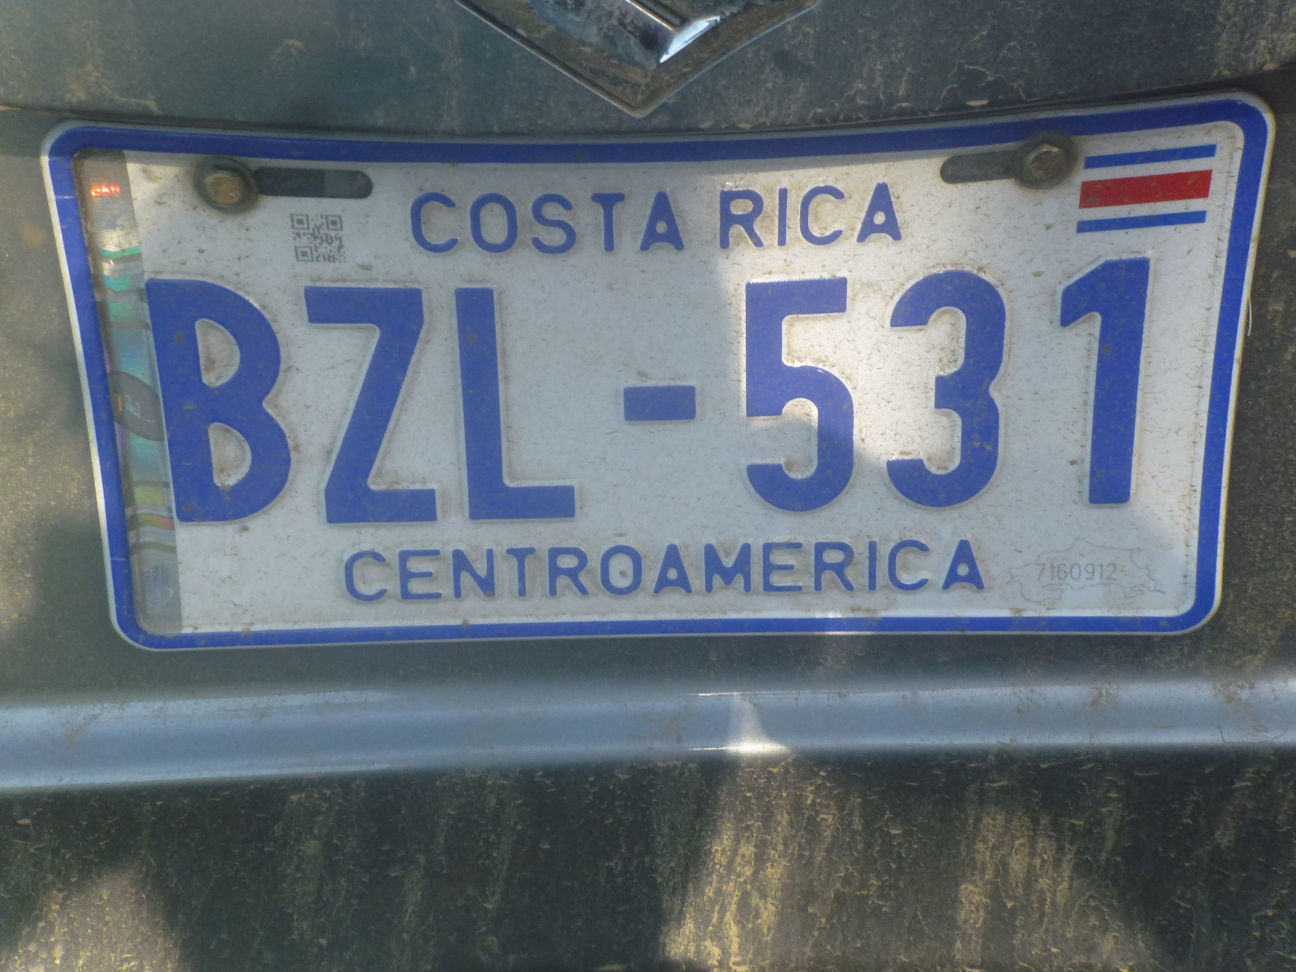 COSTA RICA
BZL-531
CENTROAMERICA
7160912